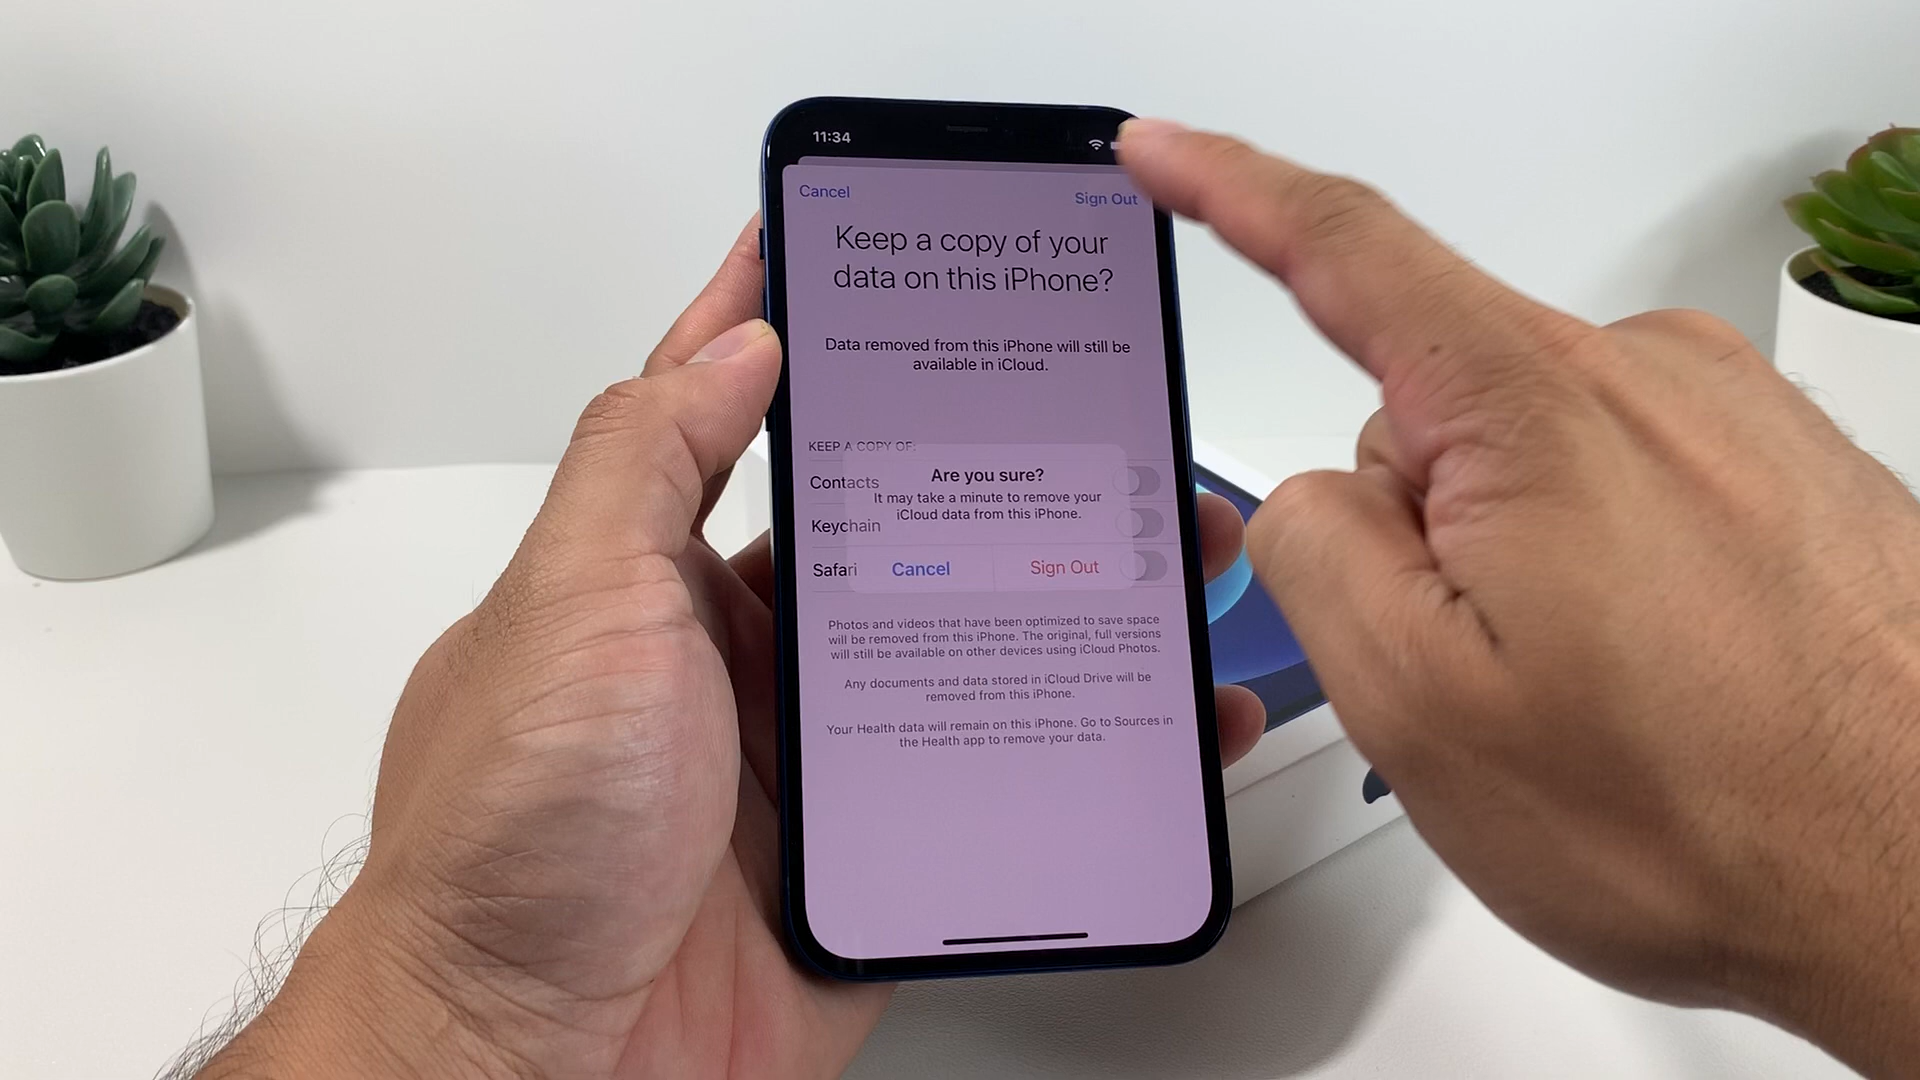 11:34
Cancel
Sign Out
Keep a copy of your
data on this iPhone?
Data removed from this iPhone will still be
available in iCloud.
KEEP A COPY OF:
Contacts
Are you sure?
It may take a minute to remove your
iCloud data from this iPhone.
Keychain
Safari
Cancel
Sign Out
Photos and videos that have been optimized to save space
will be removed from this iPhone. The original, full versions
will still be available on other devices using iCloud Photos.
Any documents and data stored in iCloud Drive will be
removed from this iPhone.
Your Health data will remain on this iPhone. Go to Sources in
the Health app to remove your data.